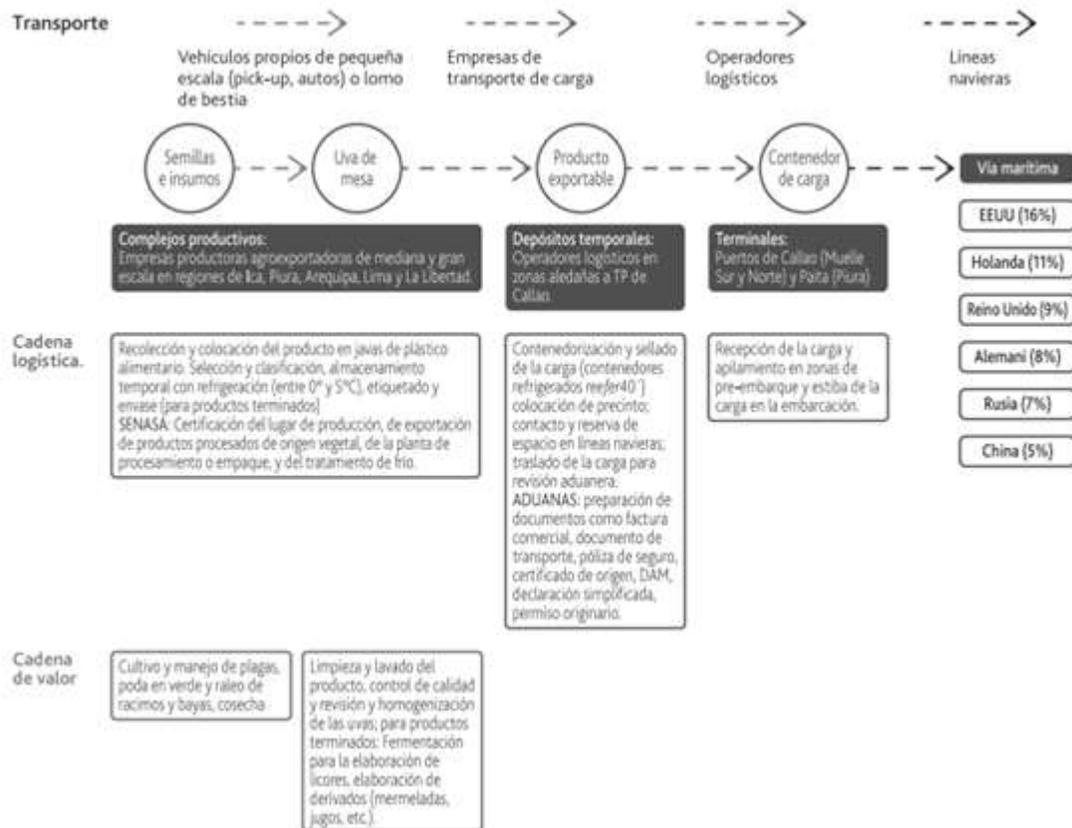 Transporte
Vehículos propios de pequeña
escala (pick-up, autos) o lomo
de bestia
Empresas de
transporte de carga
Operadores
logísticos
Líneas
navieras
Semillas
e insumos
Uva de
mesa
Producto
exportable
Contenedor
de carga
Vía marítima
EEUU (16%)
Holanda (11%)
Reino Unido (9%)
Alemani (8%)
Rusia (7%)
China (5%)
Complejos productivos:
Empresas productoras agroexportadoras de mediana y gran
escala en regiones de Ica, Piura, Arequipa, Lima y La Libertad.
Depósitos temporales:
Operadores logísticos en
zonas aledañas a TP de
Callao.
Terminales:
Puertos de Callao (Muelle
Sur y Norte) y Paita (Piura)
Cadena
logística.
Recolección y colocación del producto en javas de plástico
alimentario. Selección y clasificación, almacenamiento
temporal con refrigeración (entre 0° y 5°C), etiquetado y
envase (para productos terminados)
SENASA: Certificación del lugar de producción, de exportación
de productos procesados de origen vegetal, de la planta de
procesamiento o empaque, y del tratamiento de frío.
Contenedorización y sellado
de la carga (contenedores
refrigerados reefer40´)
colocación de precinto;
contacto y reserva de
espacio en líneas navieras;
traslado de la carga para
revisión aduanera.
ADUANAS: preparación de
documentos como factura
comercial, documento de
transporte, póliza de seguro,
certificado de origen, DAM,
declaración simplificada,
permiso originario.
Recepción de la carga y
apilamiento en zonas de
pre-embarque y estiba de la
carga en la embarcación.
Cadena
de valor
Cultivo y manejo de plagas,
poda en verde y raleo de
racimos y bayas, cosecha
Limpieza y lavado del
producto, control de calidad
y revisión y homogenización
de las uvas; para productos
terminados: Fermentación
para la elaboración de
licores, elaboración de
derivados (mermeladas,
jugos, etc.).